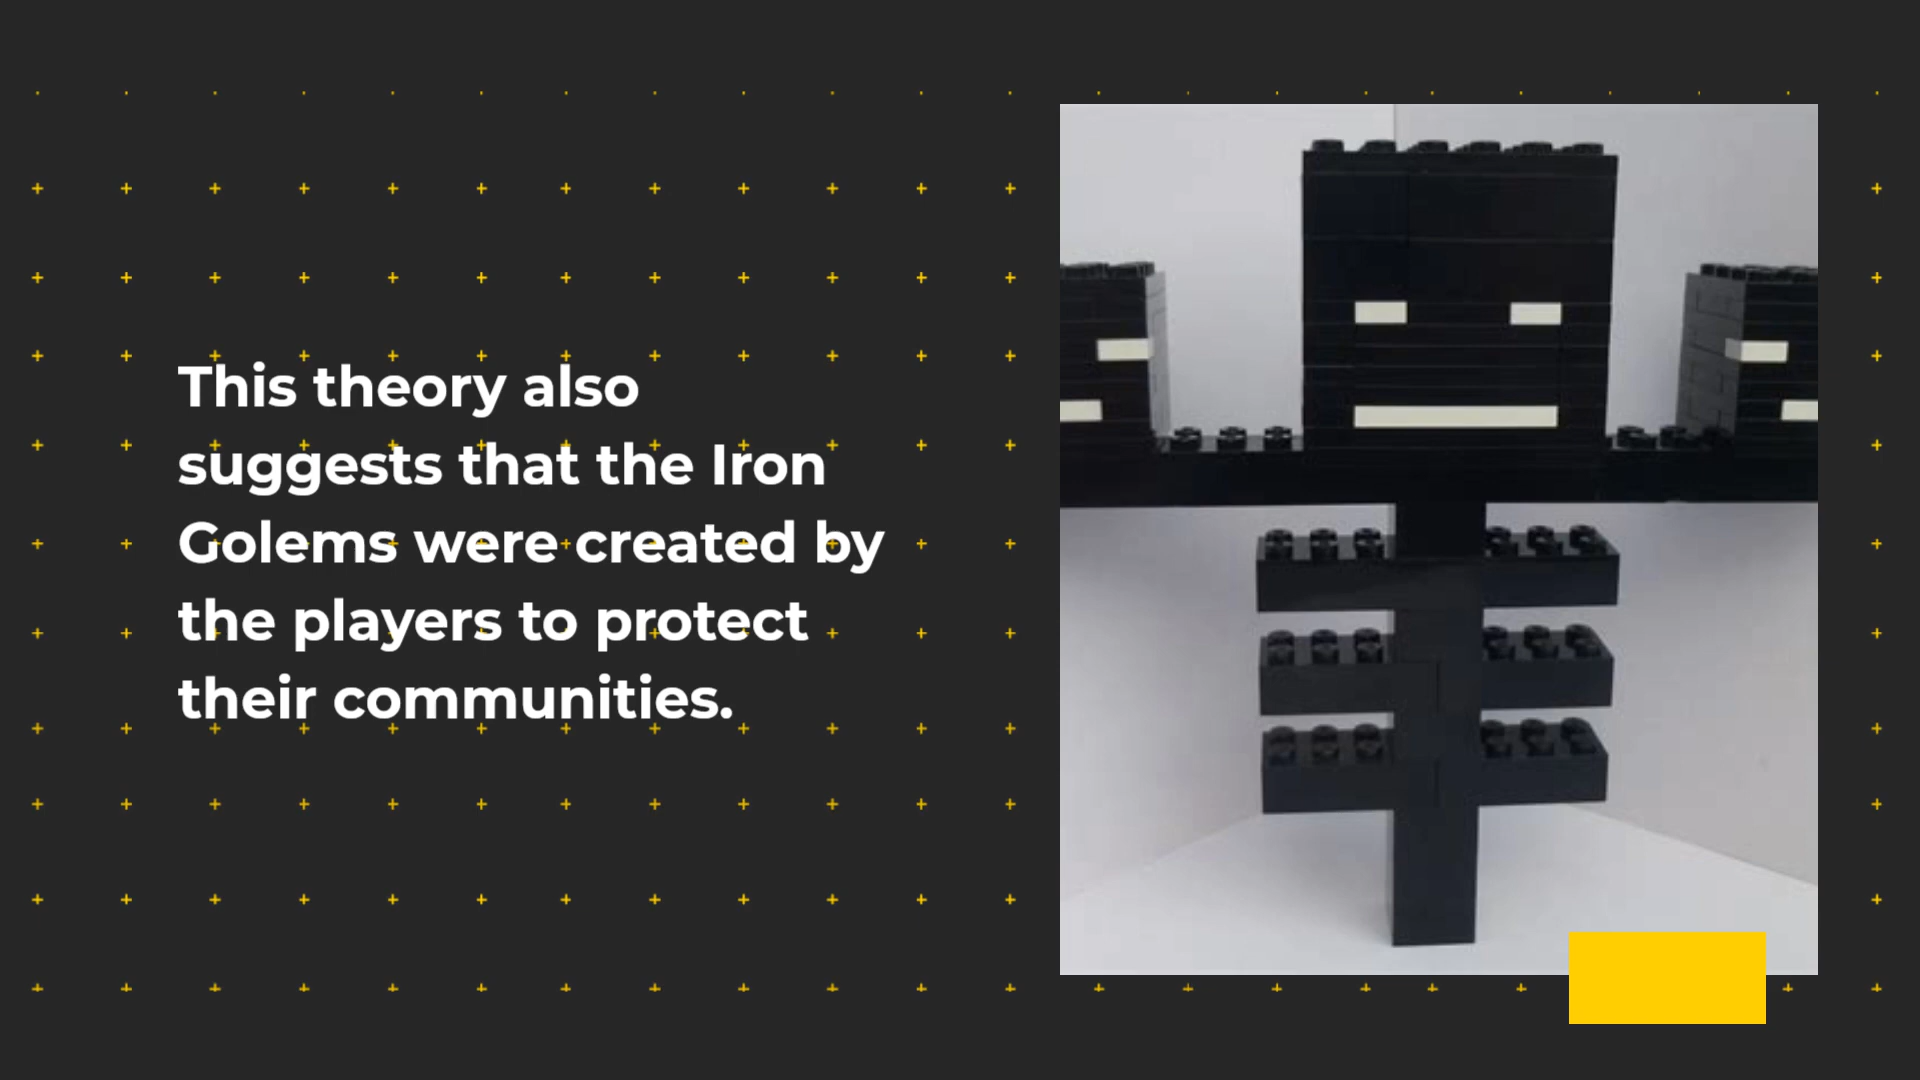 This theory also
suggests that the Iron
Golems were created by
the players to protect
their communities.